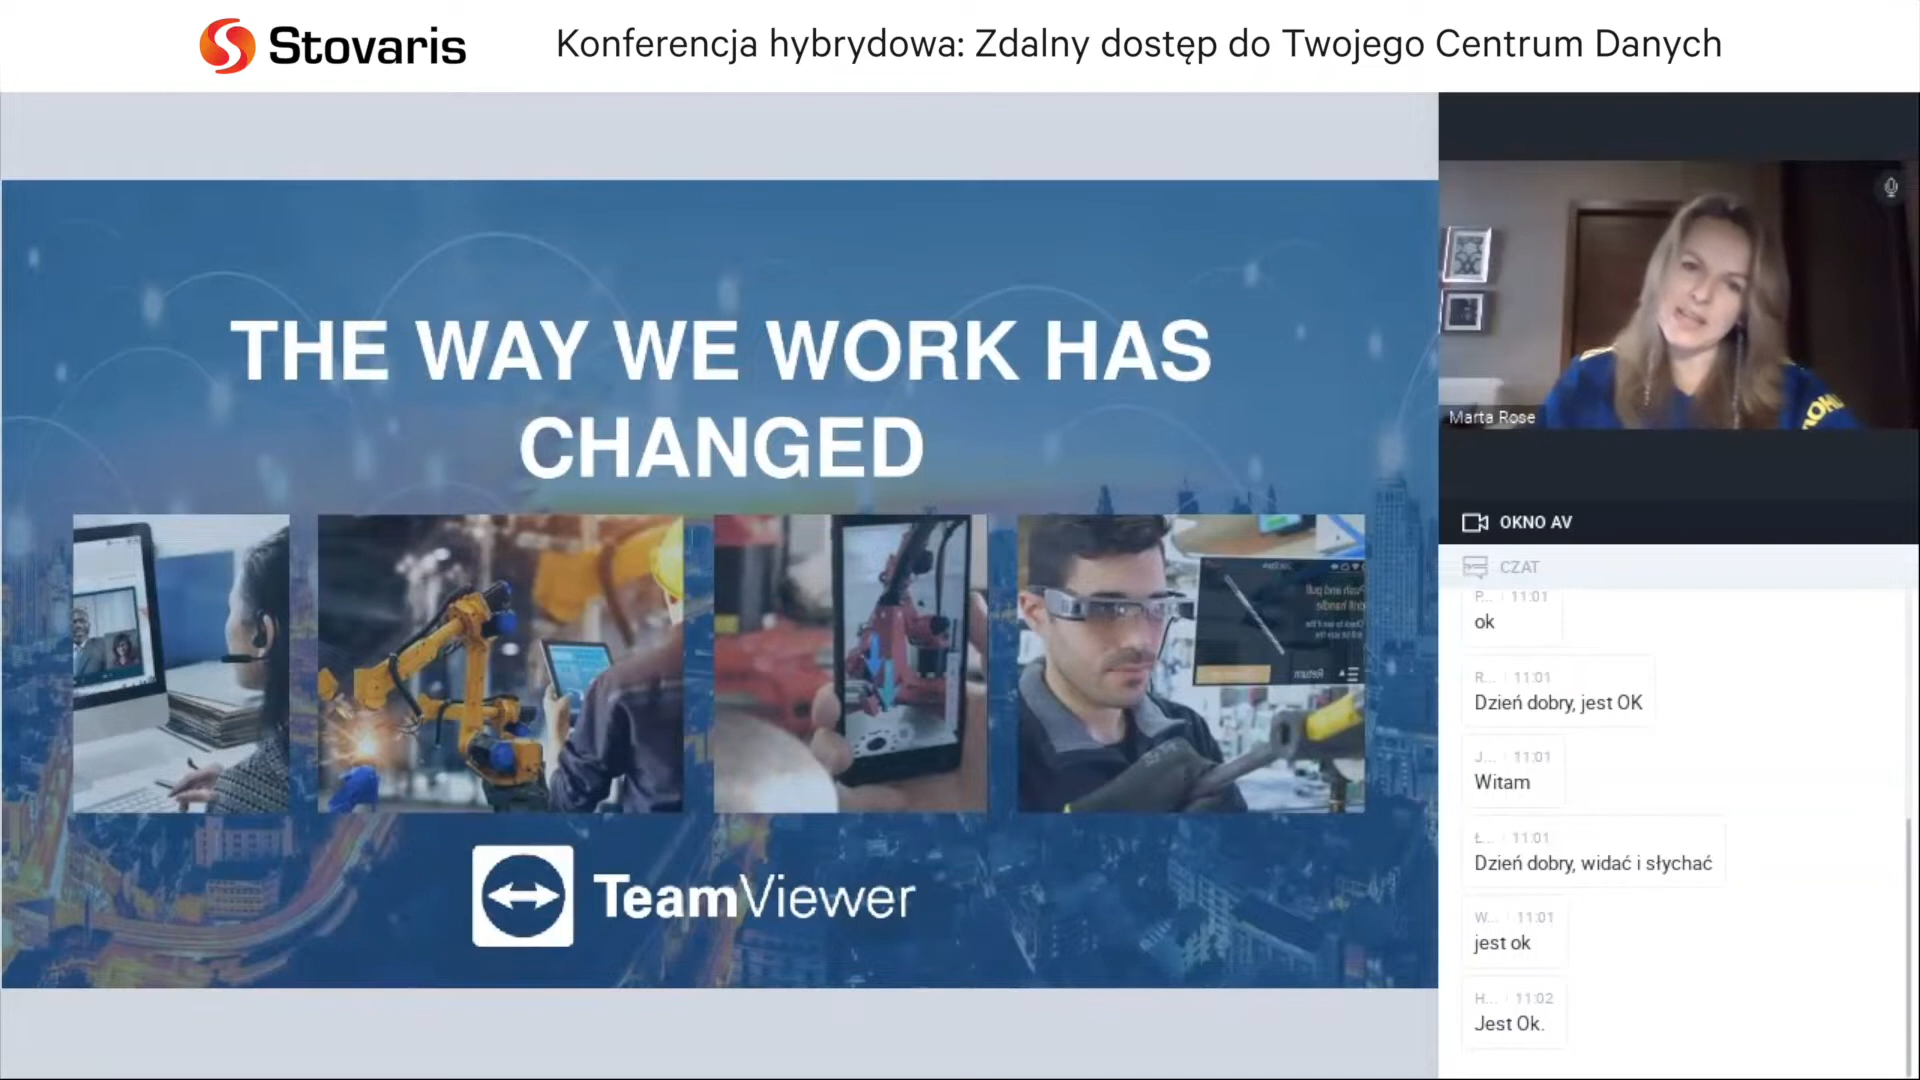 Stovaris
Konferencja hybrydowa: Zdalny dostęp do Twojego Centrum Danych
THE WAY WE WORK HAS
CHANGED
TeamViewer
Marta Rose
OKNO AV
CZAT
P... 11:01
ok
R... 11:01
Dzień dobry, jest OK
J... 11:01
Witam
Ł... 11:01
Dzień dobry, widać i słychać
W... 11:01
jest ok
H... 11:02
Jest Ok.